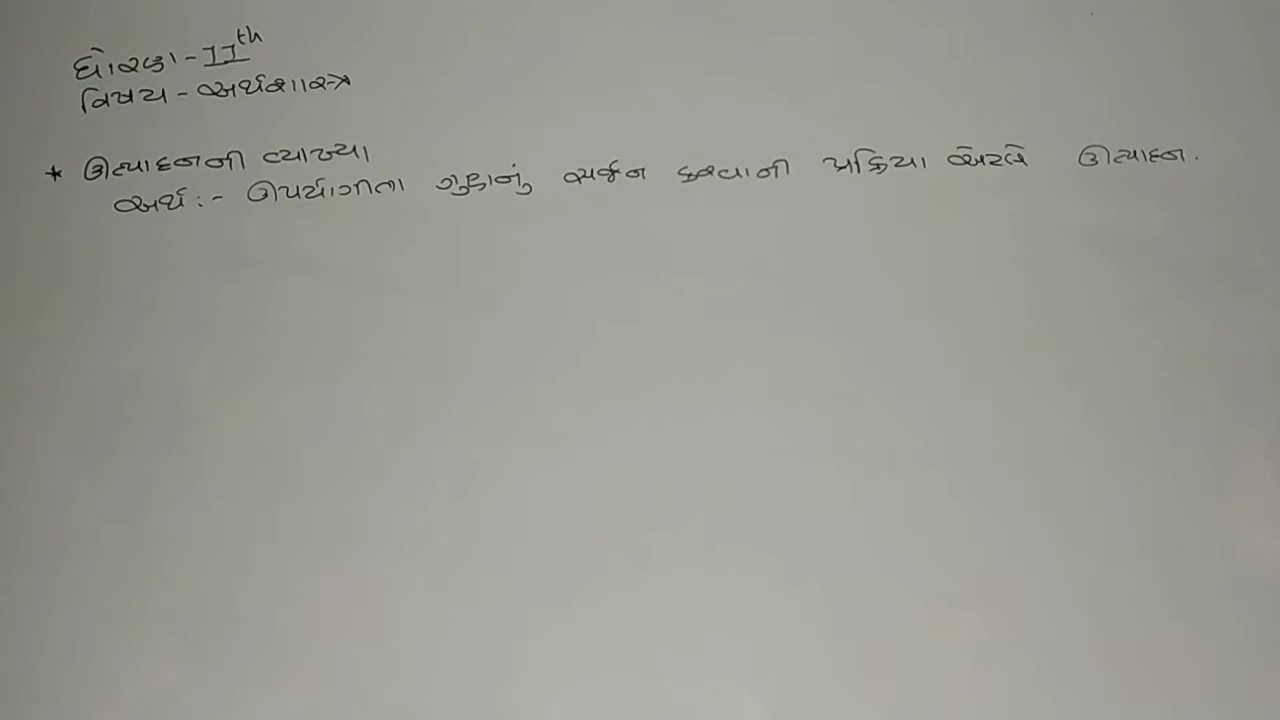 ધોરણ - 11th
વિષય - અર્થશાસ્ત્ર
* ઉત્પાદનની વ્યાખ્યા
અર્થ :- ઉપયોગીતા ગુણનું સર્જન કરવાની પ્રક્રિયા એટલે ઉત્પાદન.